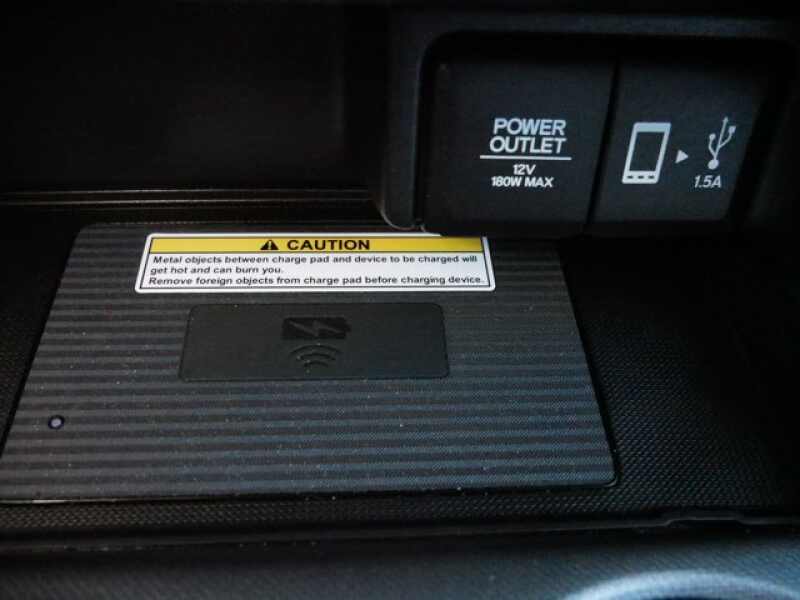 POWER
OUTLET
12V
180W MAX
1.5A
CAUTION
Metal objects between charge pad and device to be charged will
get hot and can burn you.
Remove foreign objects from charge pad before charging device.